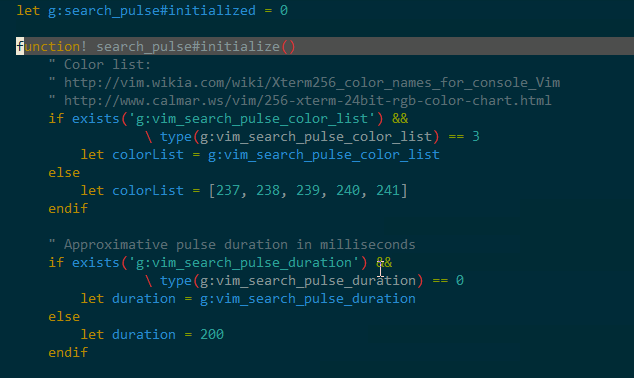 let g:search_pulse#initialized = 0
function! search_pulse#initialize()
" Color list:
" http://vim.wikia.com/wiki/Xterm256_color_names_for_console_Vim
" http://www.calmar.ws/vim/256-xterm-24bit-rgb-color-chart.html
if exists('g:vim_search_pulse_color_list') &&
\ type(g:vim_search_pulse_color_list) == 3
let colorList = g:vim_search_pulse_color_list
else
let colorList = [237, 238, 239, 240, 241]
endif
" Approximative pulse duration in milliseconds
if exists('g:vim_search_pulse_duration') &&
\ type(g:vim_search_pulse_duration) == 0
let duration = g:vim_search_pulse_duration
else
let duration = 200
endif